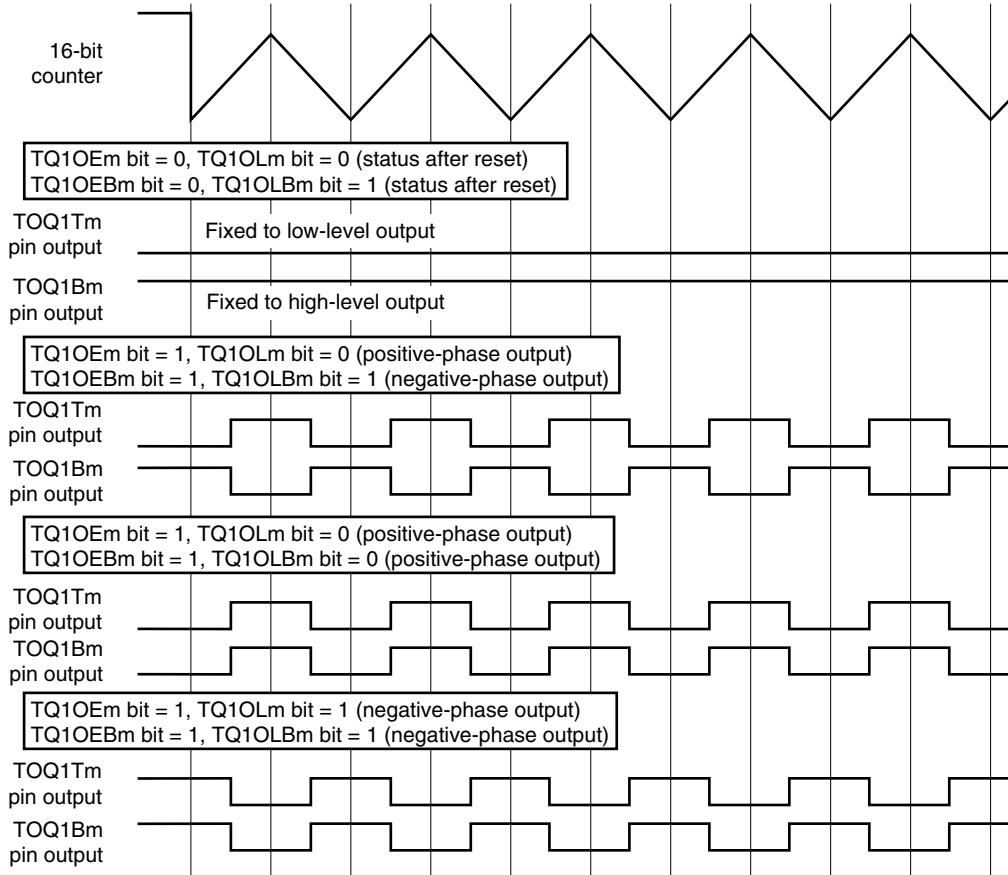 16-bit
counter
TQ1OEm bit = 0, TQ1OLm bit = 0 (status after reset)
TQ1OEBm bit = 0, TQ1OLBm bit = 1 (status after reset)
TOQ1Tm
pin output
Fixed to low-level output
TOQ1Bm
pin output
Fixed to high-level output
TQ1OEm bit = 1, TQ1OLm bit = 0 (positive-phase output)
TQ1OEBm bit = 1, TQ1OLBm bit = 1 (negative-phase output)
TOQ1Tm
pin output
TOQ1Bm
pin output
TQ1OEm bit = 1, TQ1OLm bit = 0 (positive-phase output)
TQ1OEBm bit = 1, TQ1OLBm bit = 0 (positive-phase output)
TOQ1Tm
pin output
TOQ1Bm
pin output
TQ1OEm bit = 1, TQ1OLm bit = 1 (negative-phase output)
TQ1OEBm bit = 1, TQ1OLBm bit = 1 (negative-phase output)
TOQ1Tm
pin output
TOQ1Bm
pin output